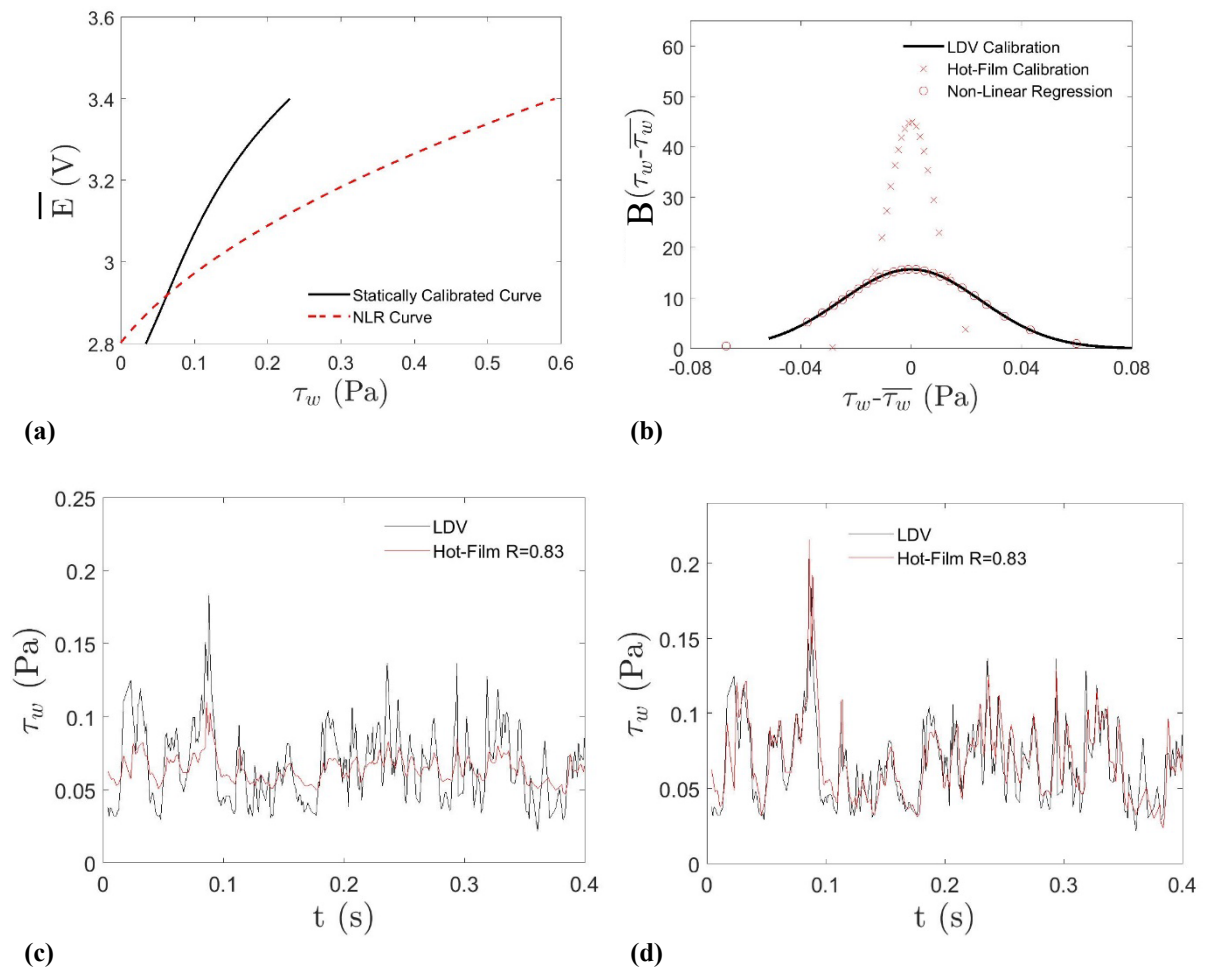 3.6
3.4
3.2
3
2.8
E (V)
0
0.1
0.2
0.3
0.4
0.5
0.6
τw (Pa)
Statically Calibrated Curve
NLR Curve
(a)
60
50
40
30
20
10
0
B(τw-τw)
-0.08
-0.04
0
0.04
0.08
τw-τw (Pa)
LDV Calibration
Hot-Film Calibration
Non-Linear Regression
(b)
0.25
0.2
0.15
0.1
0.05
0
τw (Pa)
0
0.1
0.2
0.3
0.4
t (s)
LDV
Hot-Film R=0.83
(c)
0.2
0.15
0.1
0.05
0
τw (Pa)
0
0.1
0.2
0.3
0.4
t (s)
LDV
Hot-Film R=0.83
(d)